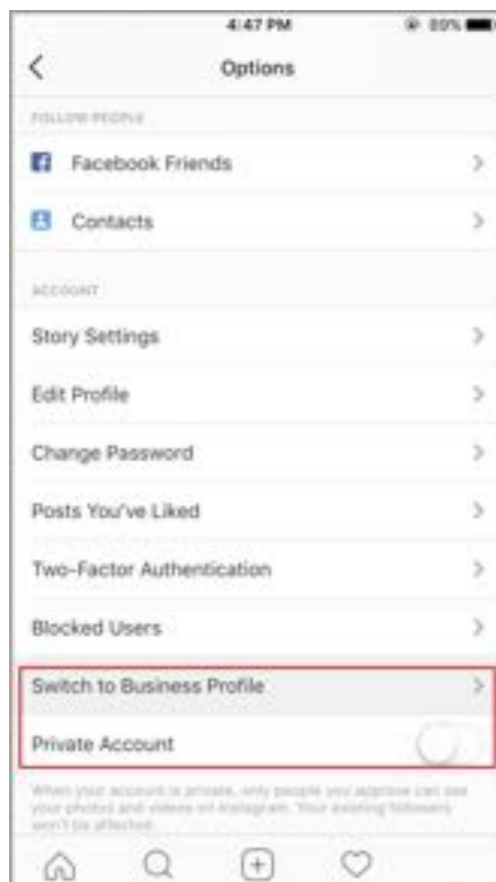 4:47 PM
89%
Options
FOLLOW PEOPLE
Facebook Friends
Contacts
ACCOUNT
Story Settings
Edit Profile
Change Password
Posts You've Liked
Two-Factor Authentication
Blocked Users
Switch to Business Profile
Private Account
When your account is private, only people you approve can see
your photos and videos on Instagram. Your existing followers
won't be affected.